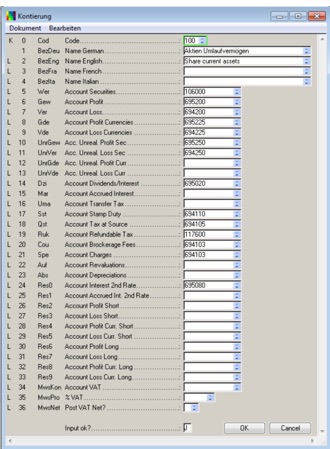 Kontierung
Dokument Bearbeiten
K 0 Cod Code 100
1 BezDeu Name German Aktien Umlaufvermögen
L 2 BezEng Name English Share current assets
L 3 BezFra Name French
L 4 BezIta Name Italian
L 5 Wer Account Securities 106000
L 6 Gew Account Profit 695200
L 7 Ver Account Loss 694200
L 8 Gde Account Profit Currencies 695225
L 9 Vde Account Loss Currencies 694225
L 10 UnrGew Acc. Unreal. Profit Sec 695250
L 11 UnrVer Acc. Unreal. Loss Sec 694250
L 12 UnrGde Acc. Unreal. Profit Curr
L 13 UnrVde Acc. Unreal. Loss Curr
L 14 Dzi Account Dividends/Interest 695020
L 15 Mar Account Accrued Interest
L 16 Uma Account Transfer Tax
L 17 Sst Account Stamp Duty 694110
L 18 Qst Account Tax at Source 694105
L 19 Ruk Account Refundable Tax 117600
L 20 Cou Account Brockerage Fees 694103
L 21 Spe Account Charges 694103
L 22 Auf Account Revaluations
L 23 Abs Account Depreciations
L 24 Res0 Account Interest 2nd Rate 695080
L 25 Res1 Account Accrued Int. 2nd Rate
L 26 Res2 Account Profit Short
L 27 Res3 Account Loss Short
L 28 Res4 Account Profit Curr. Short
L 29 Res5 Account Loss Curr. Short
L 30 Res6 Account Profit Long
L 31 Res7 Account Loss Long
L 32 Res8 Account Profit Curr. Long
L 33 Res9 Account Loss Curr. Long
L 34 MwsKon Account VAT
L 35 MwsPro % VAT
L 36 MwsNet Post VAT Net?
Input ok? J OK Cancel